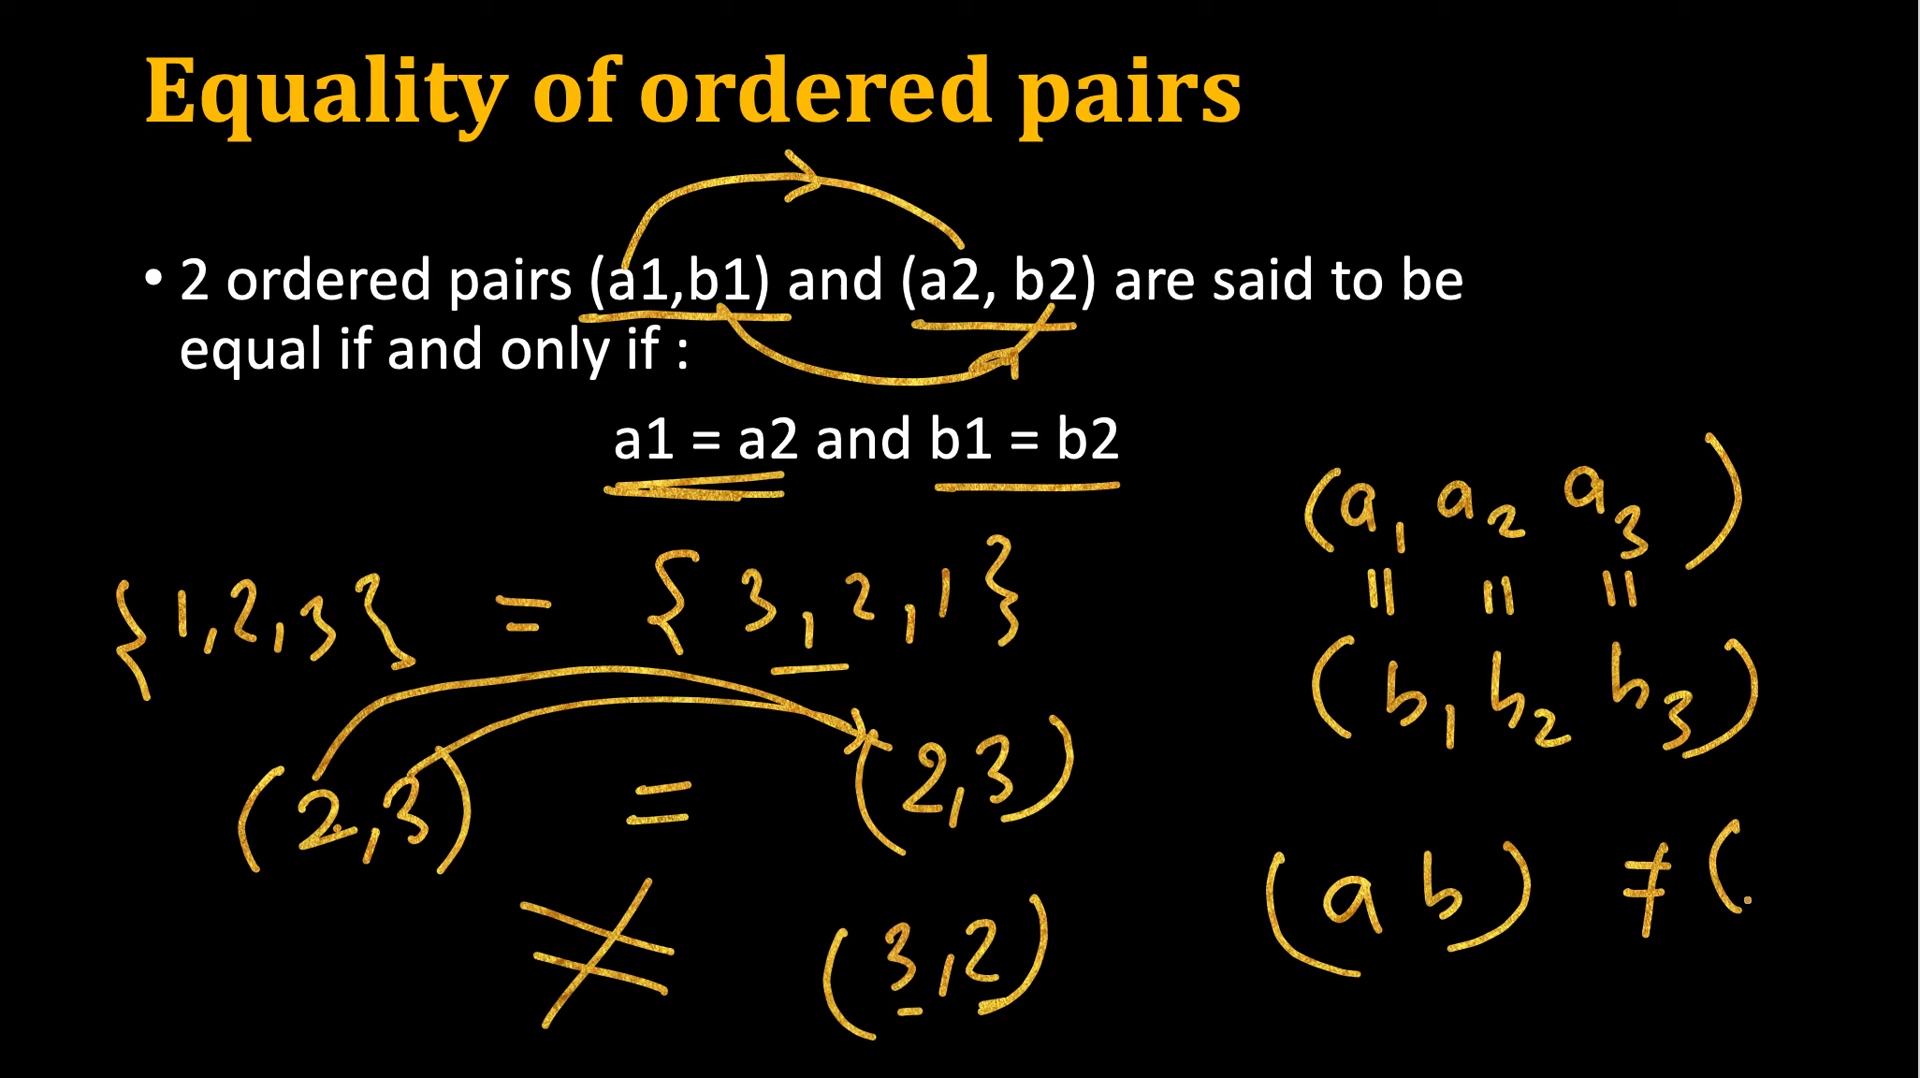 Equality of ordered pairs
• 2 ordered pairs (a1,b1) and (a2, b2) are said to be
equal if and only if :
a1 = a2 and b1 = b2
(a₁ a₂ a₃ )
{1,2,3} = {3,2,1}
= = =
(b₁ b₂ b₃)
(2,3) = (2,3)
(a b) ≠ (
≠ (3,2)